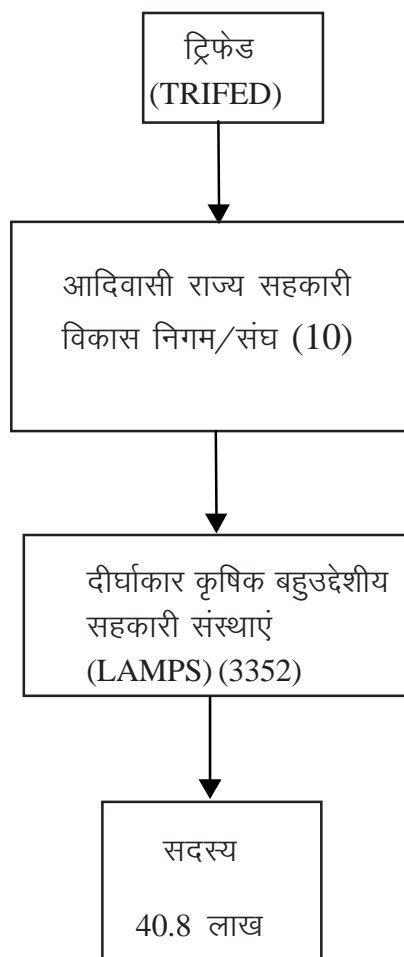 ट्रिफेड
(TRIFED)
आदिवासी राज्य सहकारी
विकास निगम/संघ (10)
दीर्घाकार कृषिक बहुउद्देशीय
सहकारी संस्थाएं
(LAMPS) (3352)
सदस्य
40.8 लाख